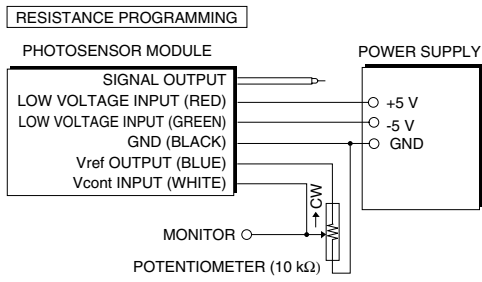 RESISTANCE PROGRAMMING
PHOTOSENSOR MODULE
POWER SUPPLY
SIGNAL OUTPUT
LOW VOLTAGE INPUT (RED)
+5 V
LOW VOLTAGE INPUT (GREEN)
-5 V
GND (BLACK)
GND
Vref OUTPUT (BLUE)
Vcont INPUT (WHITE)
CW
MONITOR
POTENTIOMETER (10 kΩ)